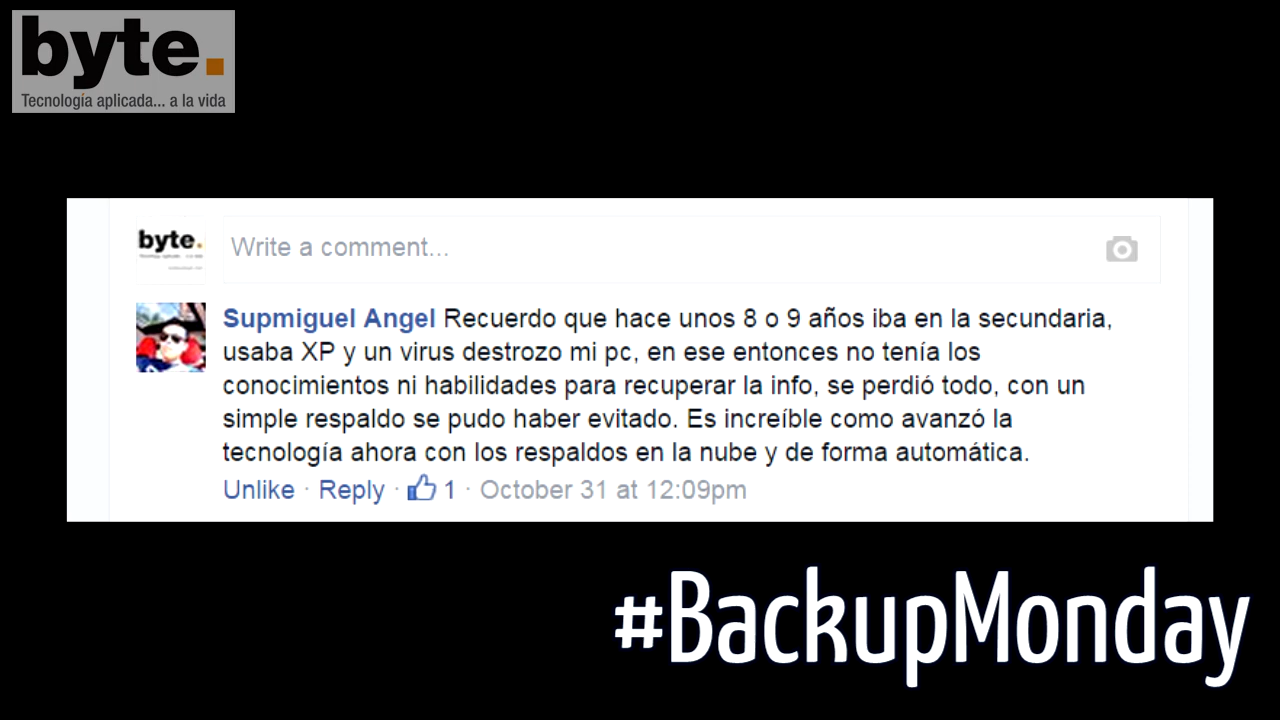 byte.
Tecnología aplicada... a la vida
byte.
Write a comment...
Supmiguel Angel Recuerdo que hace unos 8 o 9 años iba en la secundaria,
usaba XP y un virus destrozo mi pc, en ese entonces no tenía los
conocimientos ni habilidades para recuperar la info, se perdió todo, con un
simple respaldo se pudo haber evitado. Es increíble como avanzó la
tecnología ahora con los respaldos en la nube y de forma automática.
Unlike · Reply · 1 · October 31 at 12:09pm
#BackupMonday